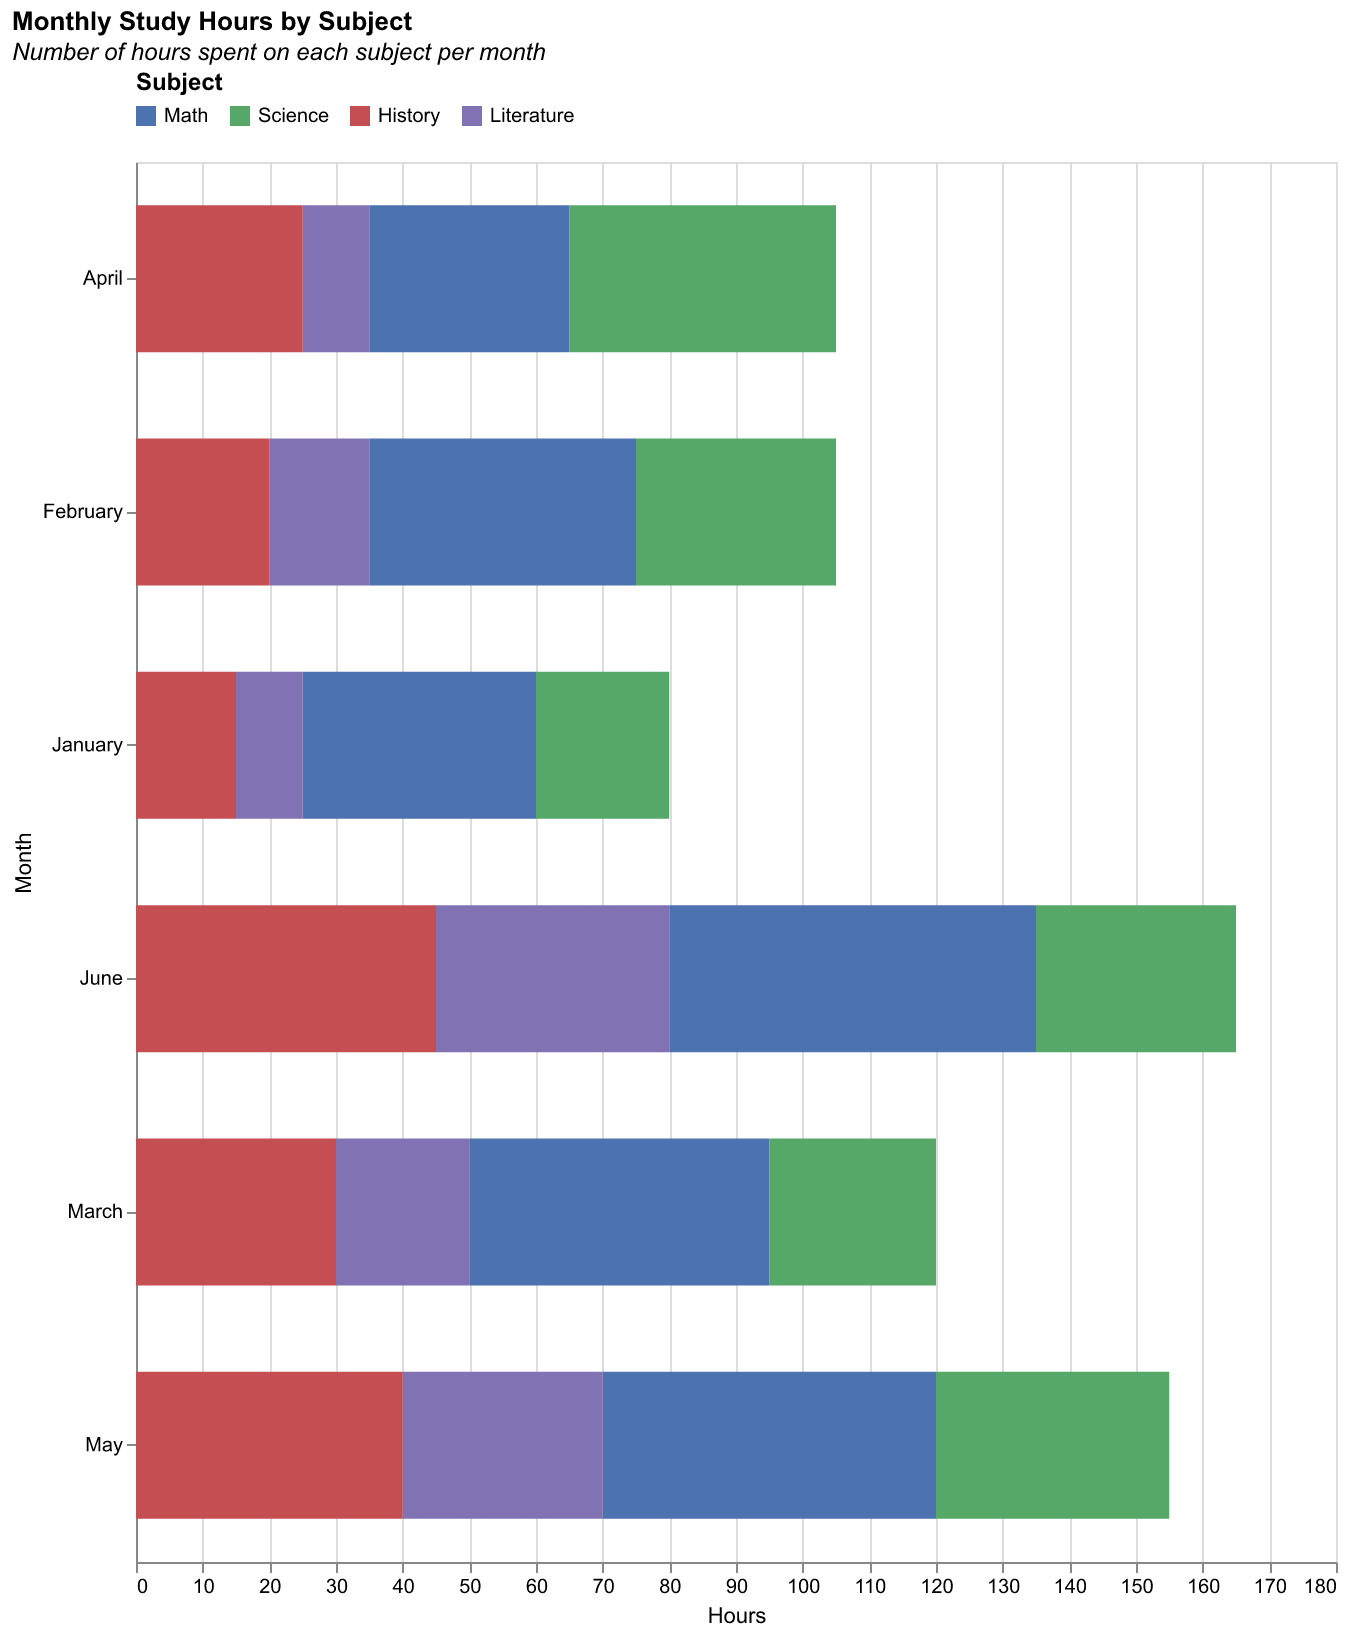 Monthly Study Hours by Subject
Number of hours spent on each subject per month
Subject
Math Science History Literature
April
February
January
June
March
May
Month
0 10 20 30 40 50 60 70 80 90 100 110 120 130 140 150 160 170 180
Hours